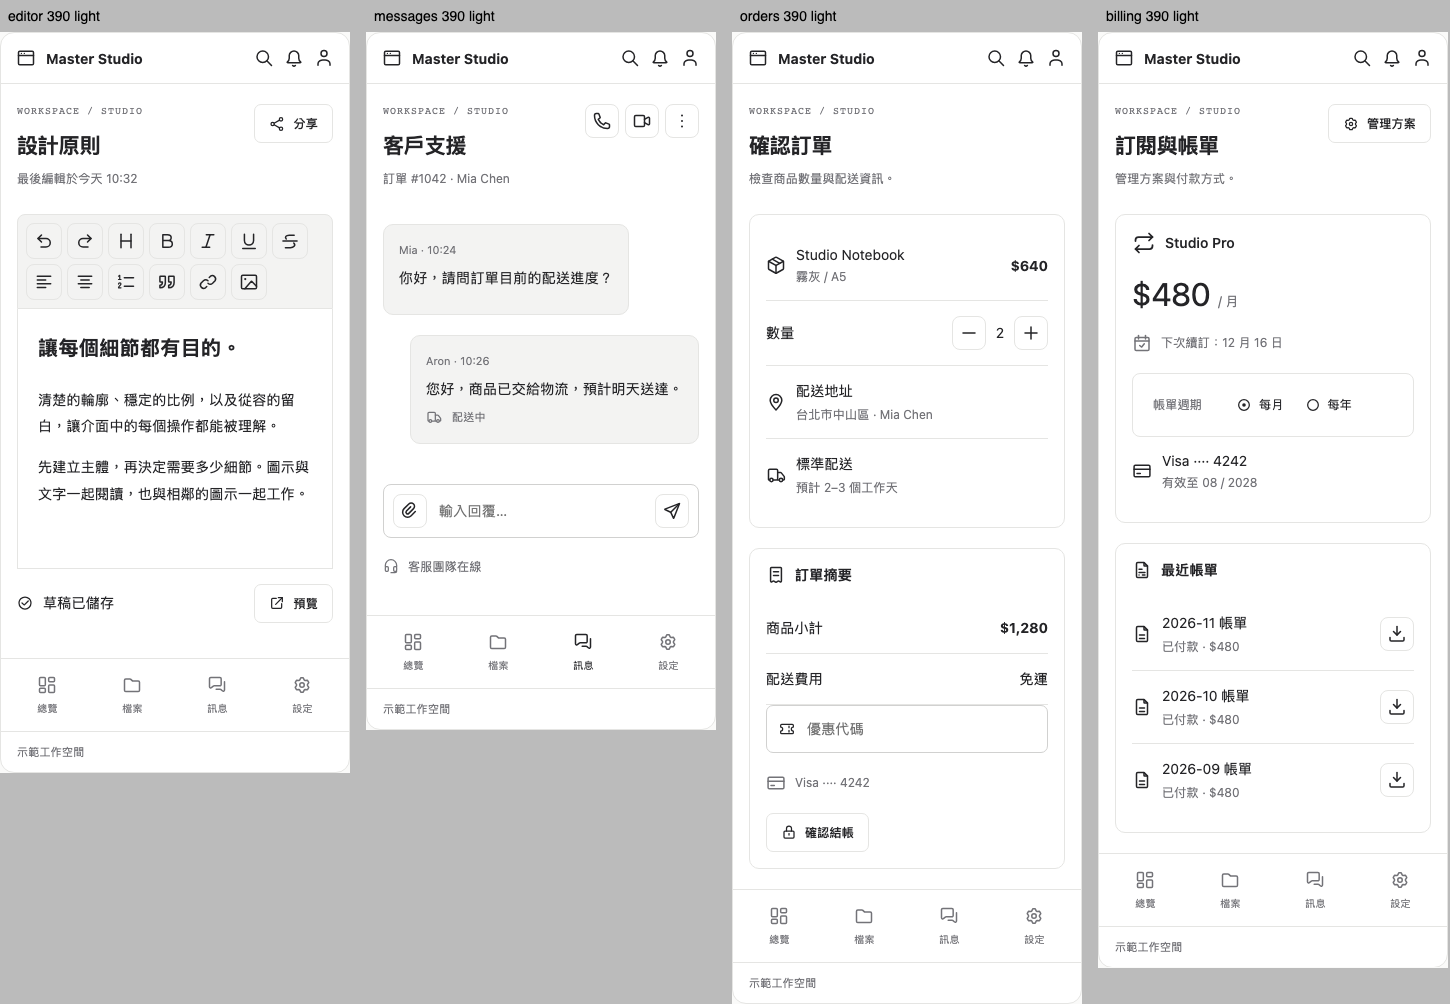 editor 390 light
Master Studio
WORKSPACE / STUDIO
設計原則
分享
最後編輯於今天 10:32
讓每個細節都有目的。
清楚的輪廓、穩定的比例，以及從容的留
白，讓介面中的每個操作都能被理解。
先建立主體，再決定需要多少細節。圖示與
文字一起閱讀，也與相鄰的圖示一起工作。
草稿已儲存
預覽
總覽
檔案
訊息
設定
示範工作空間
messages 390 light
Master Studio
WORKSPACE / STUDIO
客戶支援
訂單 #1042 · Mia Chen
Mia · 10:24
你好，請問訂單目前的配送進度？
Aron · 10:26
您好，商品已交給物流，預計明天送達。
配送中
輸入回覆...
客服團隊在線
總覽
檔案
訊息
設定
示範工作空間
orders 390 light
Master Studio
WORKSPACE / STUDIO
確認訂單
檢查商品數量與配送資訊。
Studio Notebook
霧灰 / A5
$640
數量
2
配送地址
台北市中山區 · Mia Chen
標準配送
預計 2–3 個工作天
訂單摘要
商品小計
$1,280
配送費用
免運
優惠代碼
Visa ···· 4242
確認結帳
總覽
檔案
訊息
設定
示範工作空間
billing 390 light
Master Studio
WORKSPACE / STUDIO
訂閱與帳單
管理方案
管理方案與付款方式。
Studio Pro
$480 / 月
下次續訂：12 月 16 日
帳單週期
每月
每年
Visa ···· 4242
有效至 08 / 2028
最近帳單
2026-11 帳單
已付款 · $480
2026-10 帳單
已付款 · $480
2026-09 帳單
已付款 · $480
總覽
檔案
訊息
設定
示範工作空間